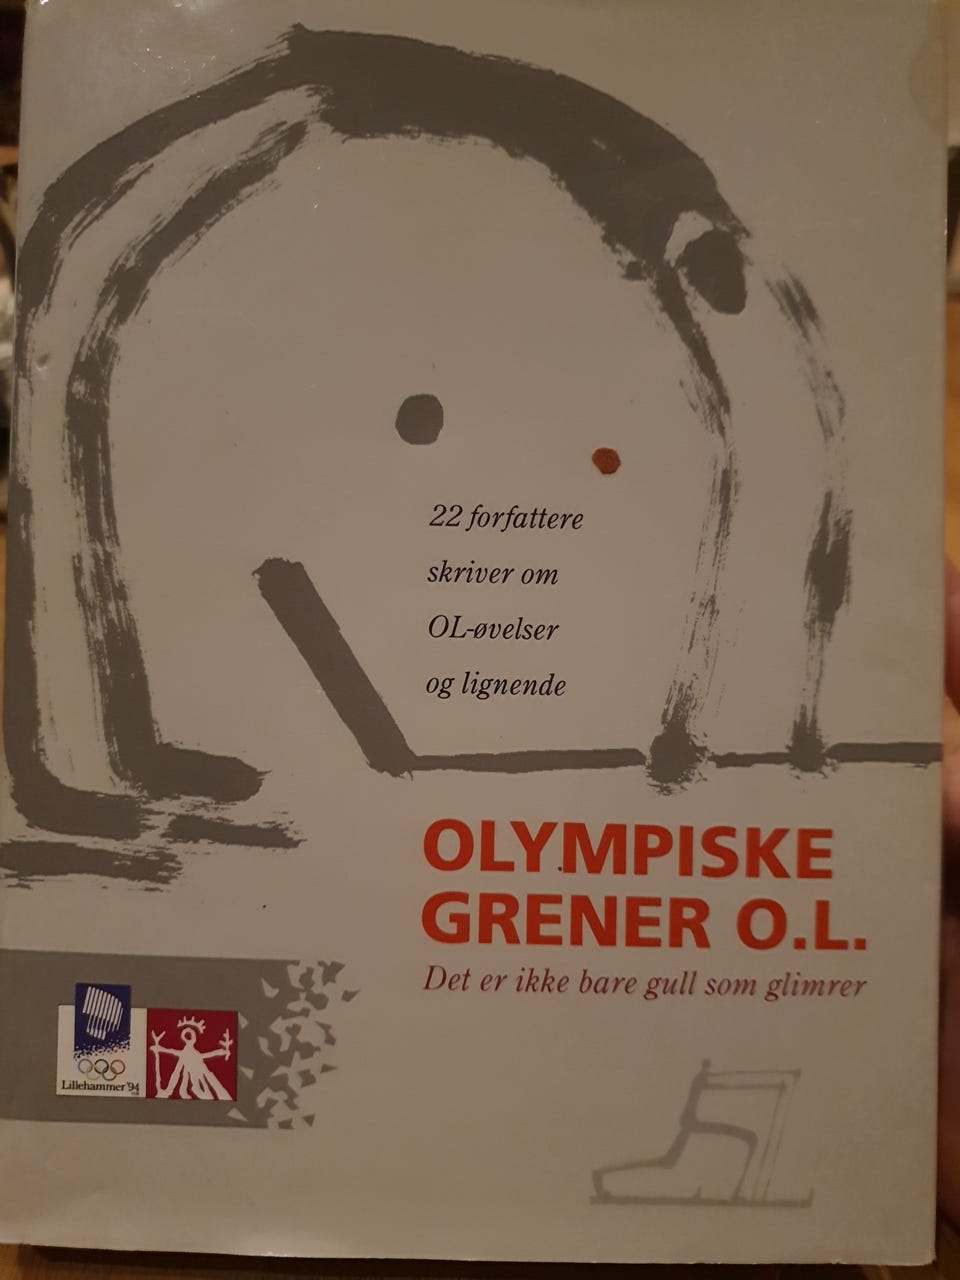 22 forfattere
skriver om
OL-øvelser
og lignende
OLYMPISKE
GRENER O.L.
Det er ikke bare gull som glimrer
Lillehammer '94